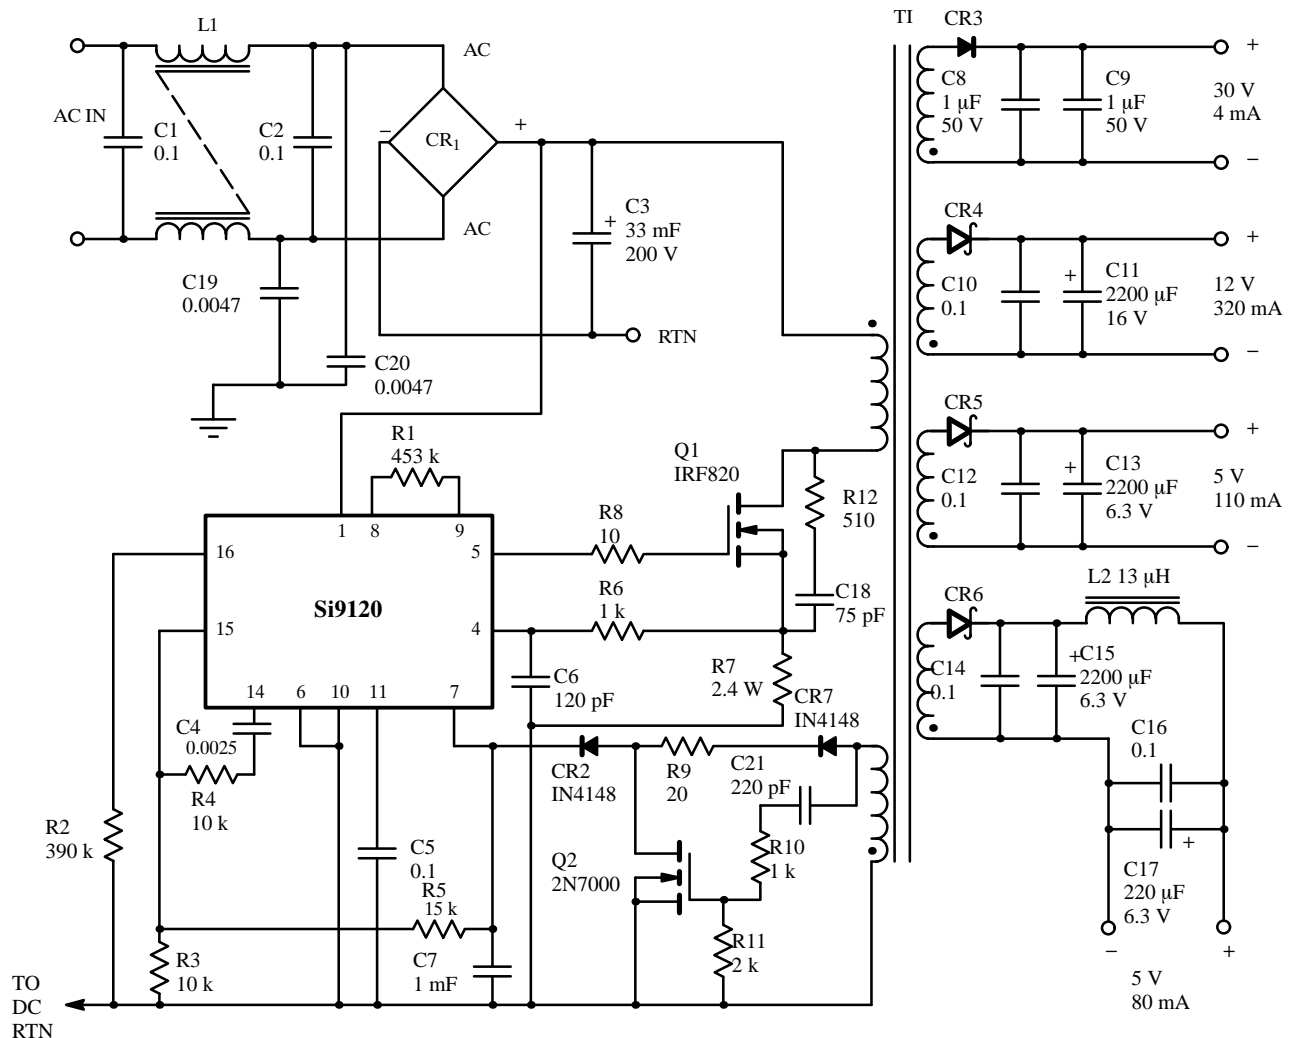 L1
AC
AC IN
C1
0.1
C2
0.1
−
CR1
+
AC
C19
0.0047
C20
0.0047
+
C3
33 mF
200 V
RTN
TI
CR3
C8
1 µF
50 V
C9
1 µF
50 V
+
30 V
4 mA
−
CR4
C10
0.1
+
C11
2200 µF
16 V
+
12 V
320 mA
−
CR5
C12
0.1
+
C13
2200 µF
6.3 V
+
5 V
110 mA
−
CR6
L2 13 µH
C14
0.1
+
C15
2200 µF
6.3 V
C16
0.1
+
C17
220 µF
6.3 V
−
+
5 V
80 mA
R1
453 k
1
8
9
16
5
15
4
Si9120
14
6
10
11
7
R8
10
R6
1 k
Q1
IRF820
R12
510
C18
75 pF
R7
2.4 W
C6
120 pF
CR7
IN4148
C4
0.0025
R4
10 k
R2
390 k
C5
0.1
R5
15 k
R3
10 k
C7
1 mF
CR2
IN4148
R9
20
C21
220 pF
R10
1 k
Q2
2N7000
R11
2 k
TO
DC
RTN